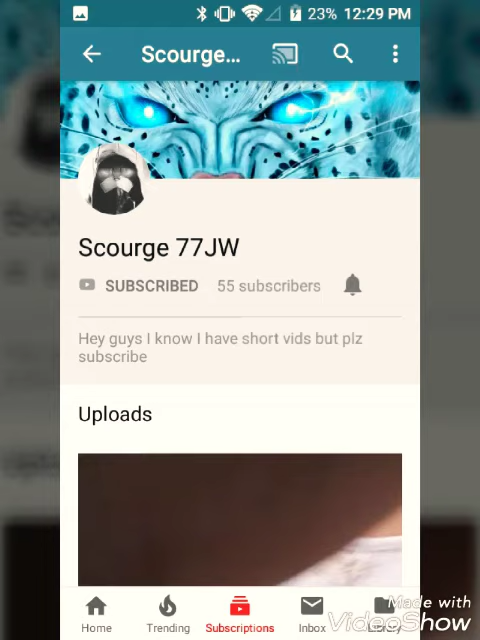 23% 12:29 PM
Scourge...
Scourge 77JW
SUBSCRIBED 55 subscribers
Hey guys I know I have short vids but plz
subscribe
Uploads
Home Trending Subscriptions Inbox
Made with
VideoShow